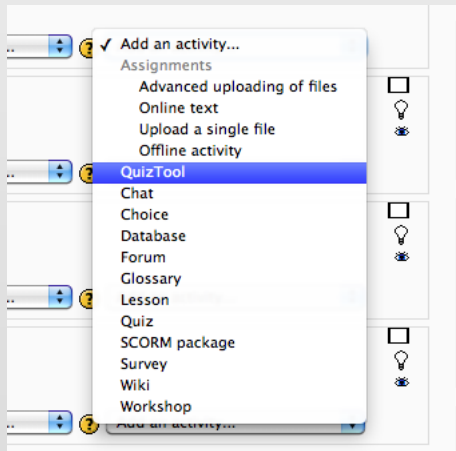 ✓ Add an activity...
Assignments
Advanced uploading of files
Online text
Upload a single file
Offline activity
QuizTool
Chat
Choice
Database
Forum
Glossary
Lesson
Quiz
SCORM package
Survey
Wiki
Workshop
Add an activity...